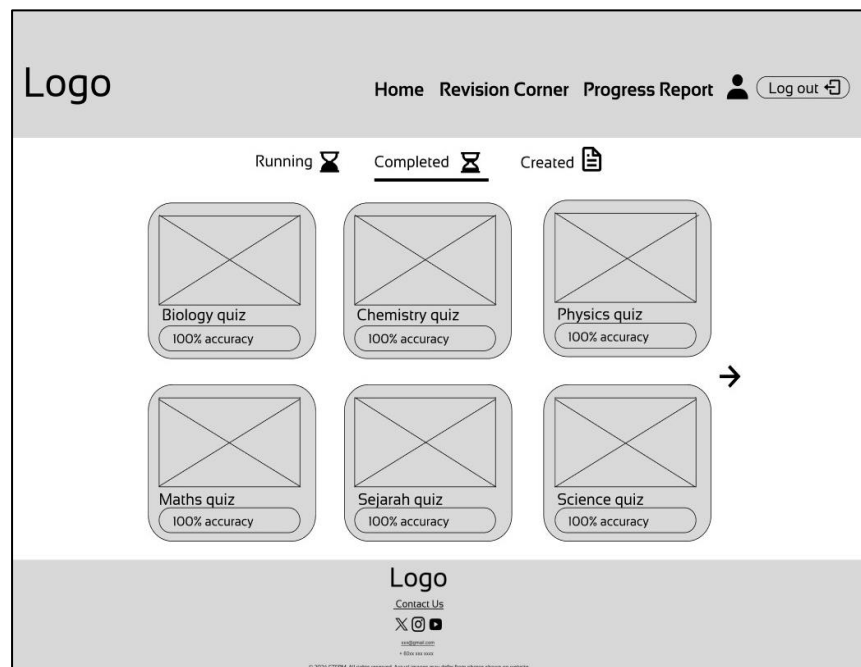 Logo
Home Revision Corner Progress Report Log out
Running Completed Created
Biology quiz Chemistry quiz Physics quiz
100% accuracy 100% accuracy 100% accuracy
Maths quiz Sejarah quiz Science quiz
100% accuracy 100% accuracy 100% accuracy
Logo
Contact Us